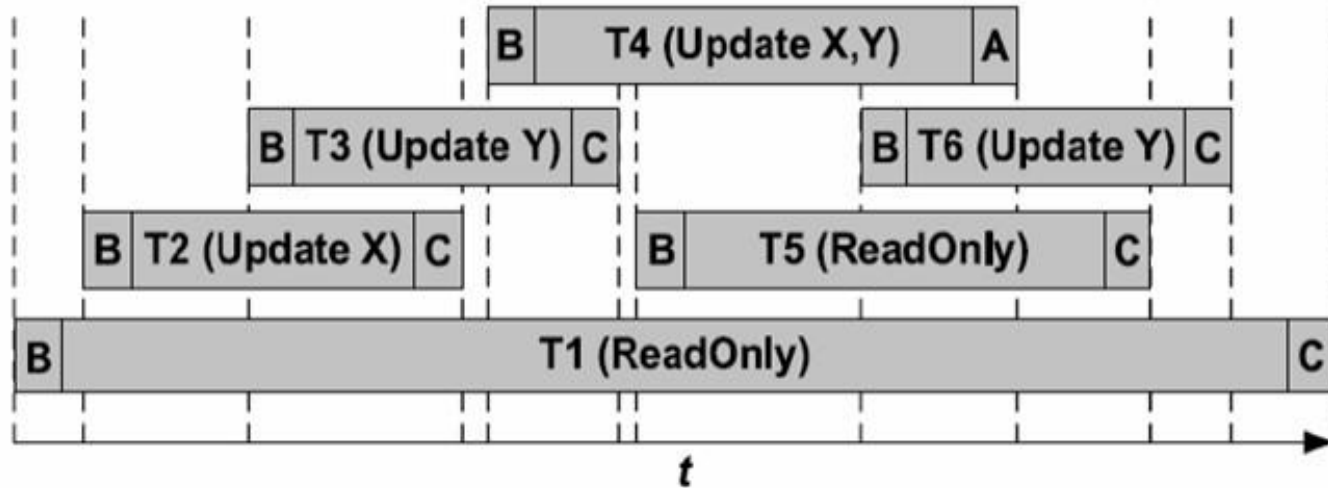 B T4 (Update X,Y) A
B T3 (Update Y) C
B T6 (Update Y) C
B T2 (Update X) C
B T5 (ReadOnly) C
B T1 (ReadOnly) C
t